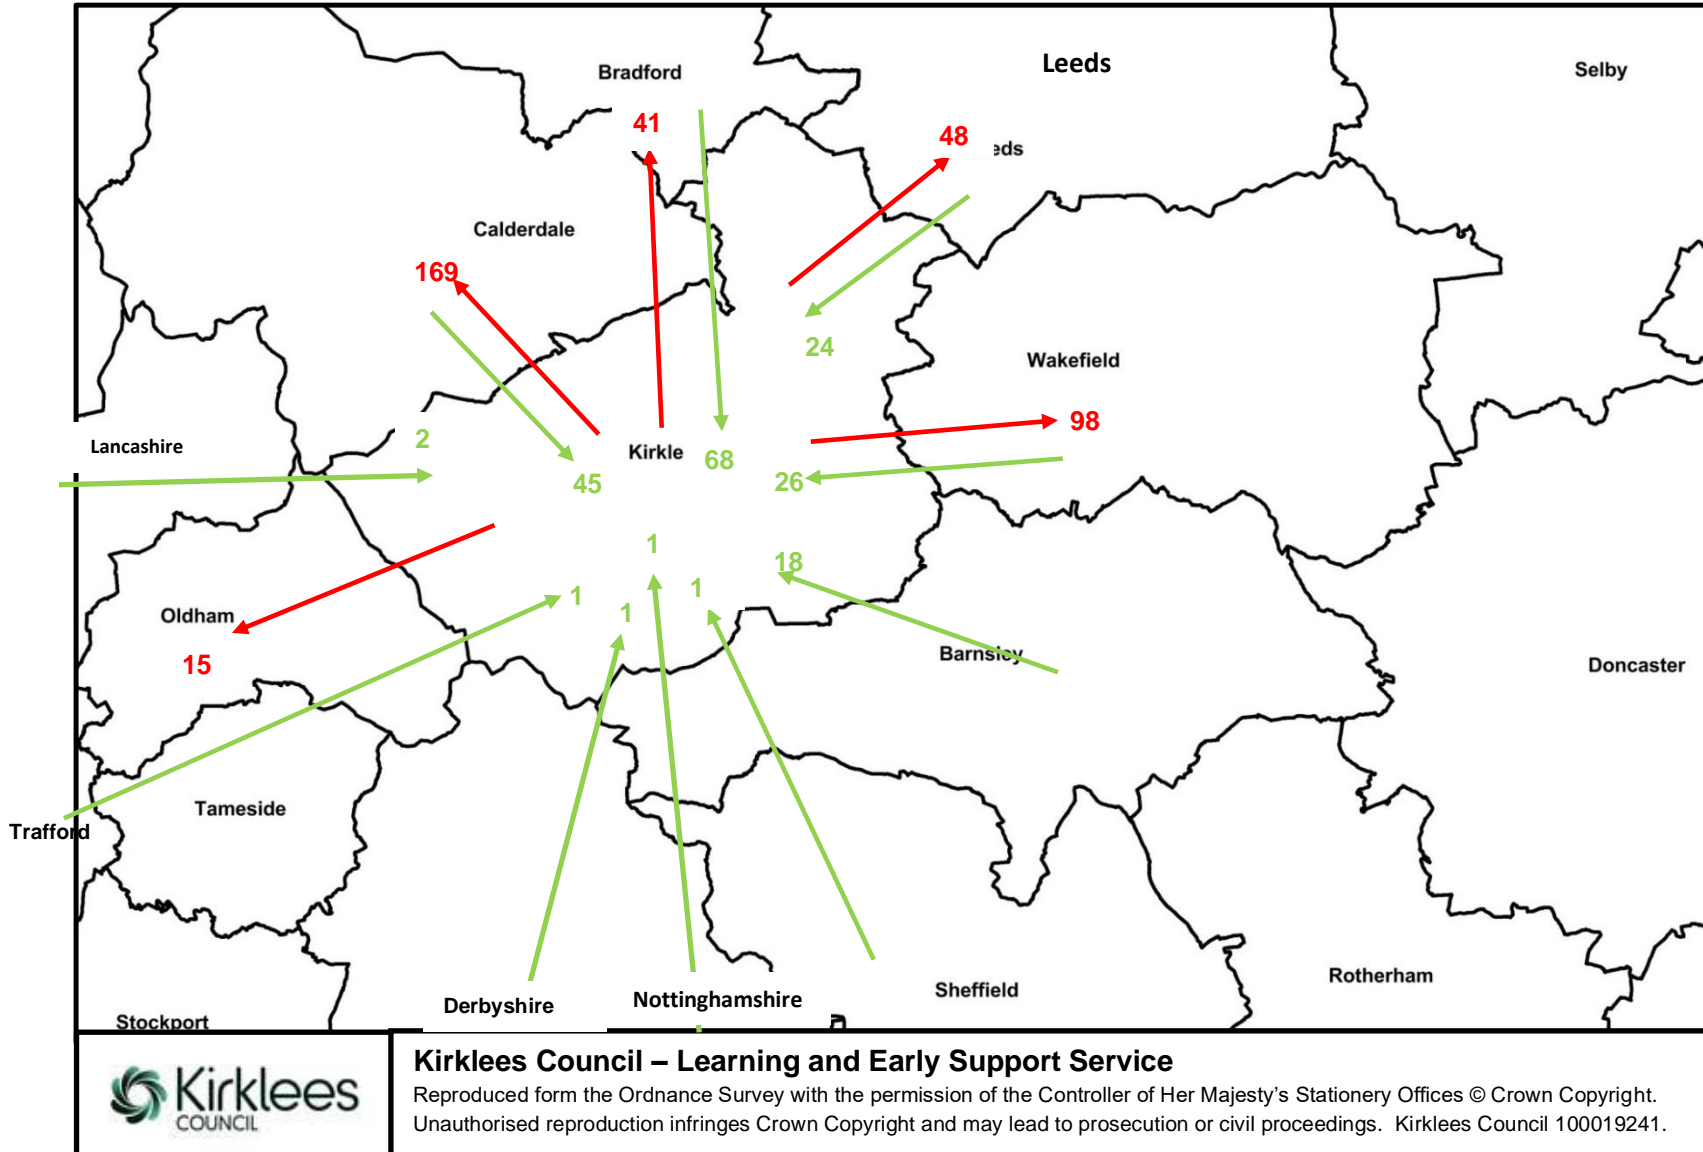 Leeds
Selby
Bradford
41
48
eds
Calderdale
169
24
Wakefield
98
2
Lancashire
Kirkle
68
45
26
1
18
1
1
1
Oldham
15
Barnsley
Doncaster
Tameside
Trafford
Rotherham
Sheffield
Nottinghamshire
Derbyshire
Stockport
Kirklees
COUNCIL
Kirklees Council – Learning and Early Support Service
Reproduced form the Ordnance Survey with the permission of the Controller of Her Majesty's Stationery Offices © Crown Copyright.
Unauthorised reproduction infringes Crown Copyright and may lead to prosecution or civil proceedings. Kirklees Council 100019241.